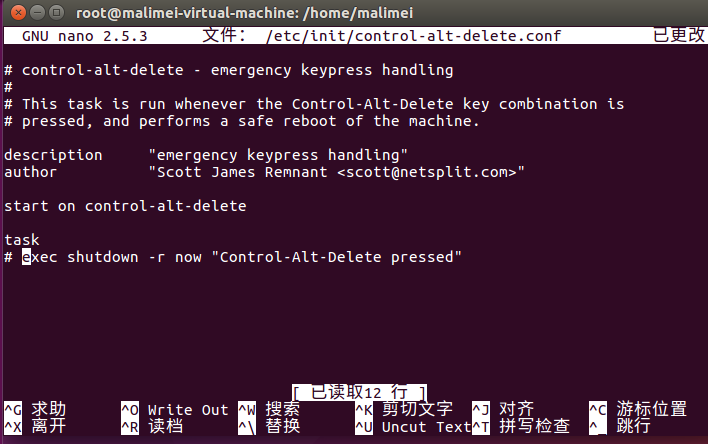 root@malimei-virtual-machine: /home/malimei
GNU nano 2.5.3 文件: /etc/init/control-alt-delete.conf 已更改
# control-alt-delete - emergency keypress handling
#
# This task is run whenever the Control-Alt-Delete key combination is
# pressed, and performs a safe reboot of the machine.
description "emergency keypress handling"
author "Scott James Remnant <scott@netsplit.com>"
start on control-alt-delete
task
# exec shutdown -r now "Control-Alt-Delete pressed"
[ 已读取12 行 ]
^G 求助 ^O Write Out ^W 搜索 ^K 剪切文字 ^J 对齐 ^C 游标位置
^X 离开 ^R 读档 ^\ 替换 ^U Uncut Text ^T 拼写检查 ^_ 跳行